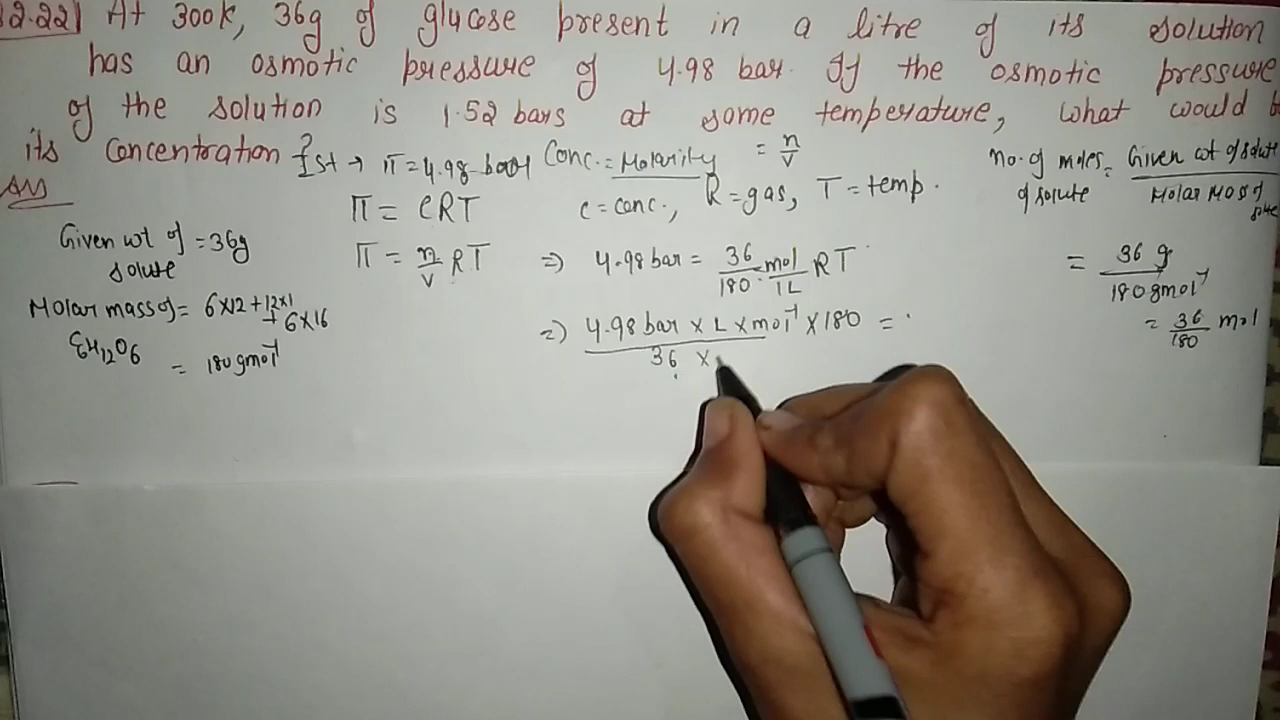 2.22) At 300k, 36g of glucose present in a litre of its solution
has an osmotic pressure of 4.98 bar. If the osmotic pressure
of the solution is 1.52 bars at same temperature, what would b
its concentration ?
Ist → π = 4.98 bar Conc. = Molarity = n/V
Ans
no. of moles of solute = Given wt of solute / Molar Mass of solute
π = CRT c = conc., R = gas, T = temp.
Given wt of solute = 36g
π = n/V RT ⇒ 4.98 bar = 36/180 · mol/1L RT
= 36 g / 180 gmol⁻¹
Molar mass of C₆H₁₂O₆ = 6×12 + 12×1 + 6×16
⇒ 4.98 bar × L × mol⁻¹ × 180 / 36 × =
= 36/180 mol
= 180 gmol⁻¹